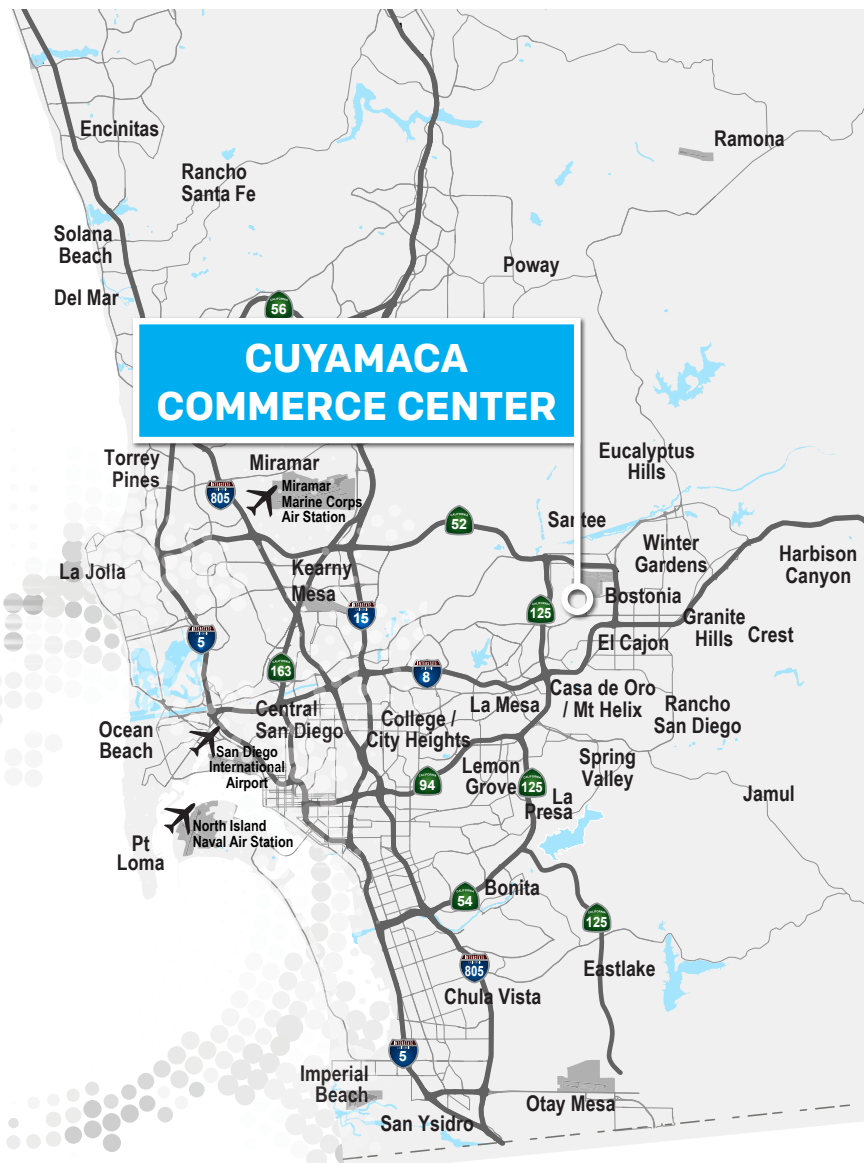 Encinitas
Ramona
Rancho
Santa Fe
Solana
Beach
Poway
Del Mar
56
CUYAMACA
COMMERCE CENTER
Torrey
Pines
Miramar
Eucalyptus
Hills
805
Miramar
Marine Corps
Air Station
52
Santee
Winter
Gardens
Harbison
Canyon
La Jolla
Kearny
Mesa
Bostonia
15
125
Granite
Hills
Crest
5
El Cajon
163
8
Casa de Oro
/ Mt Helix
La Mesa
Rancho
San Diego
Central
San Diego
College /
City Heights
Ocean
Beach
San Diego
International
Airport
Spring
Valley
Lemon
Grove
94
125
La
Presa
Jamul
North Island
Naval Air Station
Pt
Loma
Bonita
54
125
805
Eastlake
Chula Vista
5
Imperial
Beach
Otay Mesa
San Ysidro